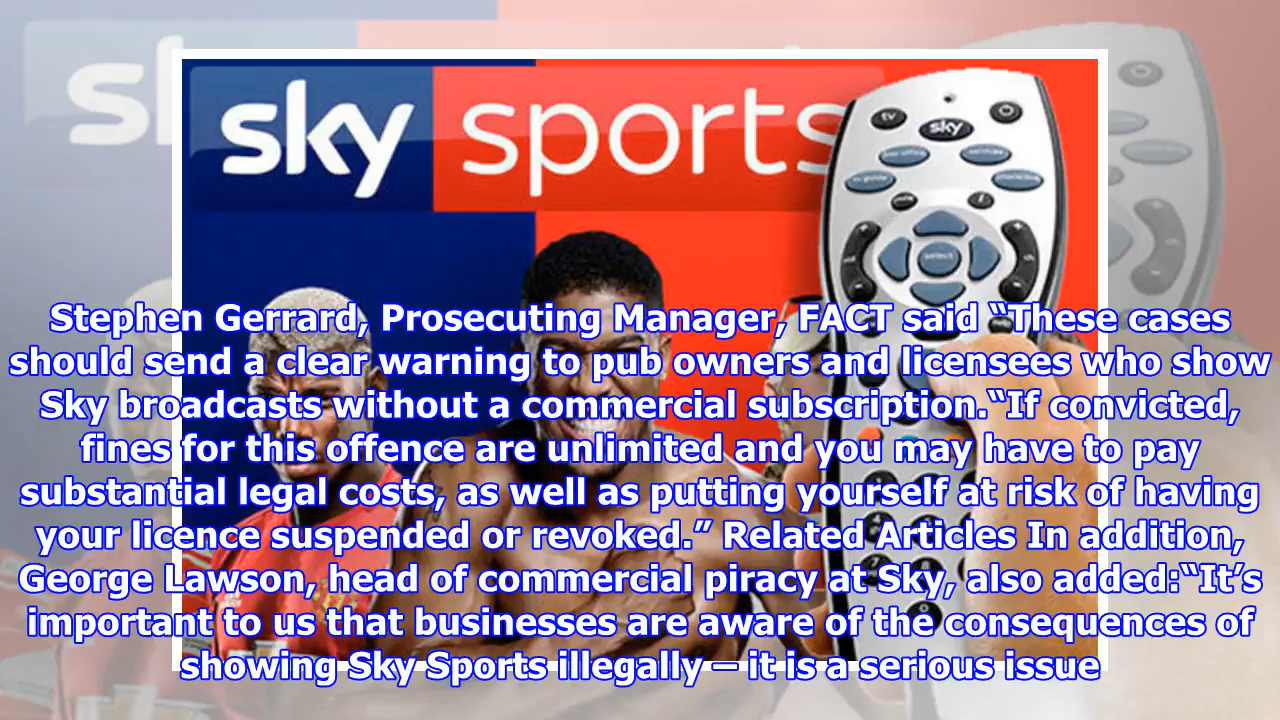 sky sports
tv
sky
select
Stephen Gerrard, Prosecuting Manager, FACT said “These cases
should send a clear warning to pub owners and licensees who show
Sky broadcasts without a commercial subscription.“If convicted,
fines for this offence are unlimited and you may have to pay
substantial legal costs, as well as putting yourself at risk of having
your licence suspended or revoked.” Related Articles In addition,
George Lawson, head of commercial piracy at Sky, also added:“It’s
important to us that businesses are aware of the consequences of
showing Sky Sports illegally – it is a serious issue